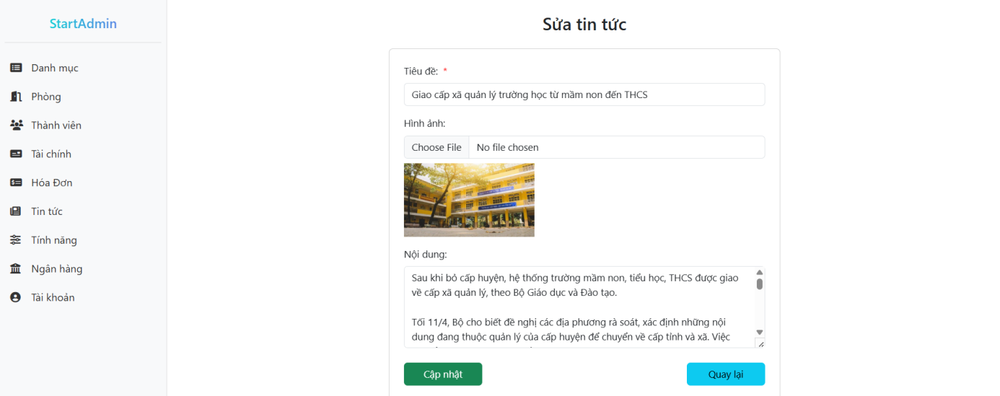 StartAdmin
Danh mục
Phòng
Thành viên
Tài chính
Hóa Đơn
Tin tức
Tính năng
Ngân hàng
Tài khoản
Sửa tin tức
Tiêu đề: *
Giao cấp xã quản lý trường học từ mầm non đến THCS
Hình ảnh:
Choose File No file chosen
Nội dung:
Sau khi bỏ cấp huyện, hệ thống trường mầm non, tiểu học, THCS được giao
về cấp xã quản lý, theo Bộ Giáo dục và Đào tạo.
Tối 11/4, Bộ cho biết đề nghị các địa phương rà soát, xác định những nội
dung đang thuộc quản lý của cấp huyện để chuyển về cấp tỉnh và xã. Việc
Cập nhật
Quay lại